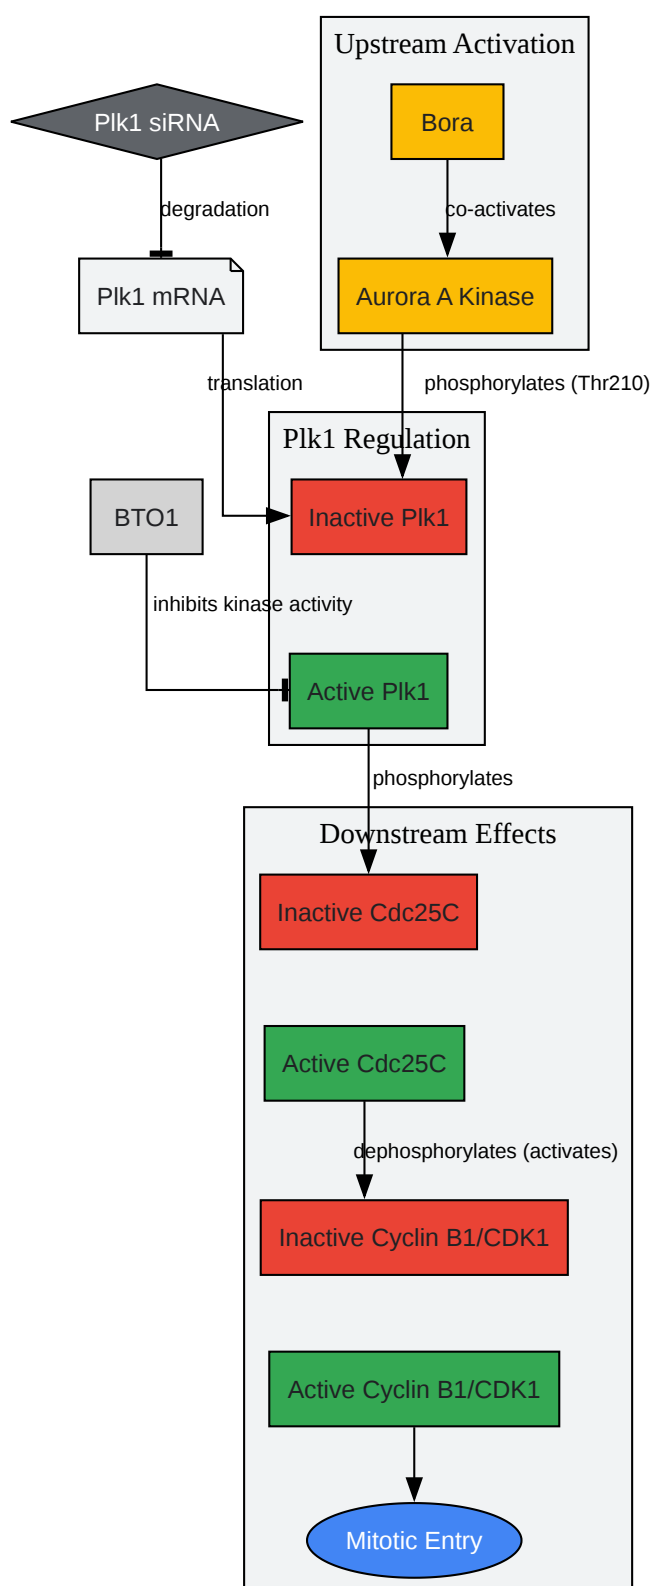 Upstream Activation
Plk1 siRNA
Bora
degradation
co-activates
Plk1 mRNA
Aurora A Kinase
translation
phosphorylates (Thr210)
Plk1 Regulation
BTO1
Inactive Plk1
inhibits kinase activity
Active Plk1
phosphorylates
Downstream Effects
Inactive Cdc25C
Active Cdc25C
dephosphorylates (activates)
Inactive Cyclin B1/CDK1
Active Cyclin B1/CDK1
Mitotic Entry